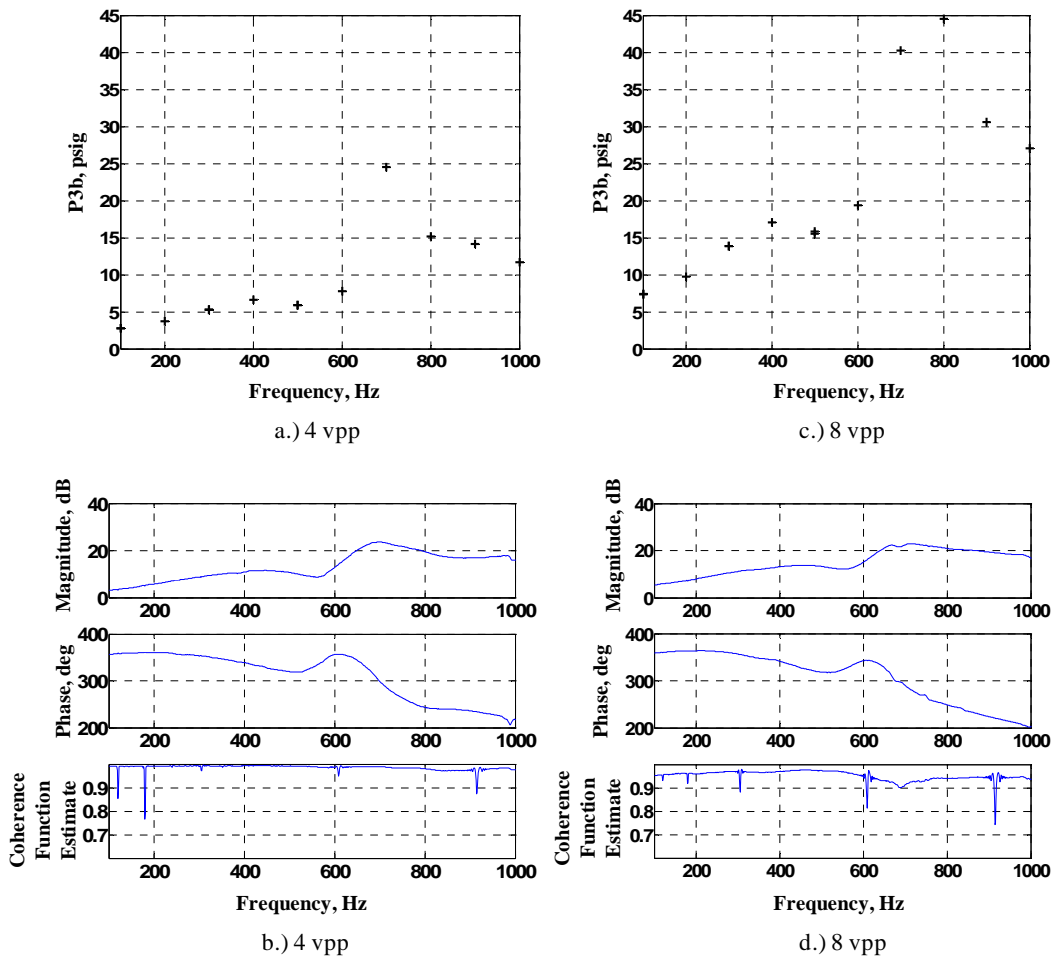 45
40
35
30
25
20
15
10
5
0
P3b, psig
200 400 600 800 1000
Frequency, Hz
a.) 4 vpp
45
40
35
30
25
20
15
10
5
0
P3b, psig
200 400 600 800 1000
Frequency, Hz
c.) 8 vpp
40
20
0
Magnitude, dB
200 400 600 800 1000
400
300
200
Phase, deg
200 400 600 800 1000
0.9
0.8
0.7
Coherence
Function
Estimate
200 400 600 800 1000
Frequency, Hz
b.) 4 vpp
40
20
0
Magnitude, dB
200 400 600 800 1000
400
300
200
Phase, deg
200 400 600 800 1000
0.9
0.8
0.7
Coherence
Function
Estimate
200 400 600 800 1000
Frequency, Hz
d.) 8 vpp